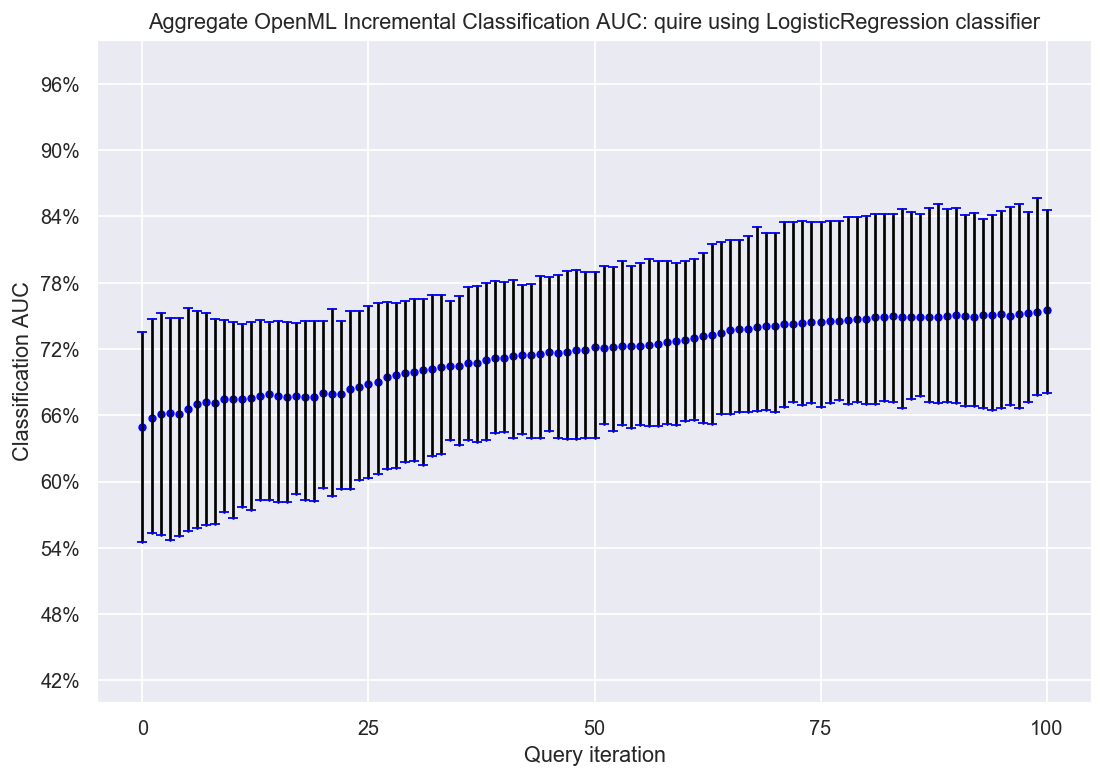 Aggregate OpenML Incremental Classification AUC: quire using LogisticRegression classifier
96%
90%
84%
78%
72%
66%
60%
54%
48%
42%
Classification AUC
0 25 50 75 100
Query iteration